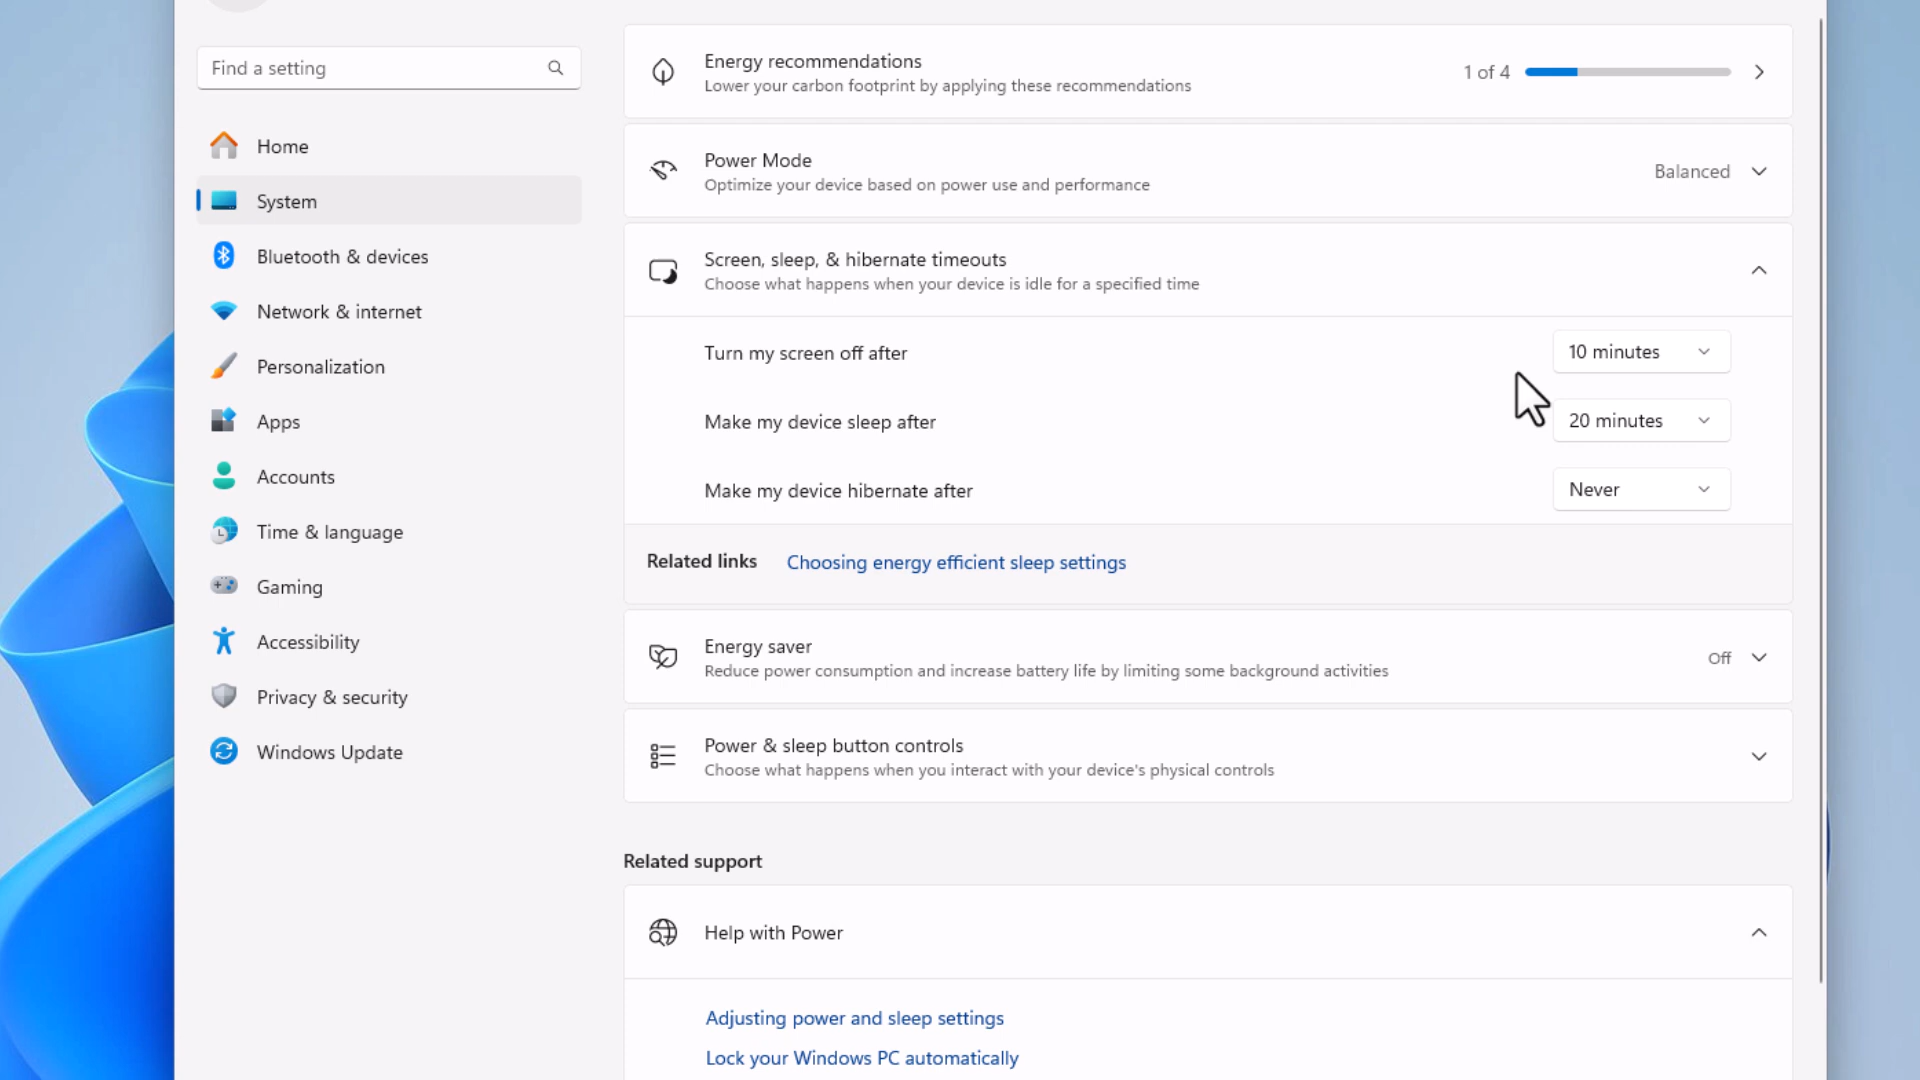 Find a setting
Home
System
Bluetooth & devices
Network & internet
Personalization
Apps
Accounts
Time & language
Gaming
Accessibility
Privacy & security
Windows Update
Energy recommendations
Lower your carbon footprint by applying these recommendations
1 of 4
Power Mode
Optimize your device based on power use and performance
Balanced
Screen, sleep, & hibernate timeouts
Choose what happens when your device is idle for a specified time
Turn my screen off after
10 minutes
Make my device sleep after
20 minutes
Make my device hibernate after
Never
Related links Choosing energy efficient sleep settings
Energy saver
Reduce power consumption and increase battery life by limiting some background activities
Off
Power & sleep button controls
Choose what happens when you interact with your device's physical controls
Related support
Help with Power
Adjusting power and sleep settings
Lock your Windows PC automatically